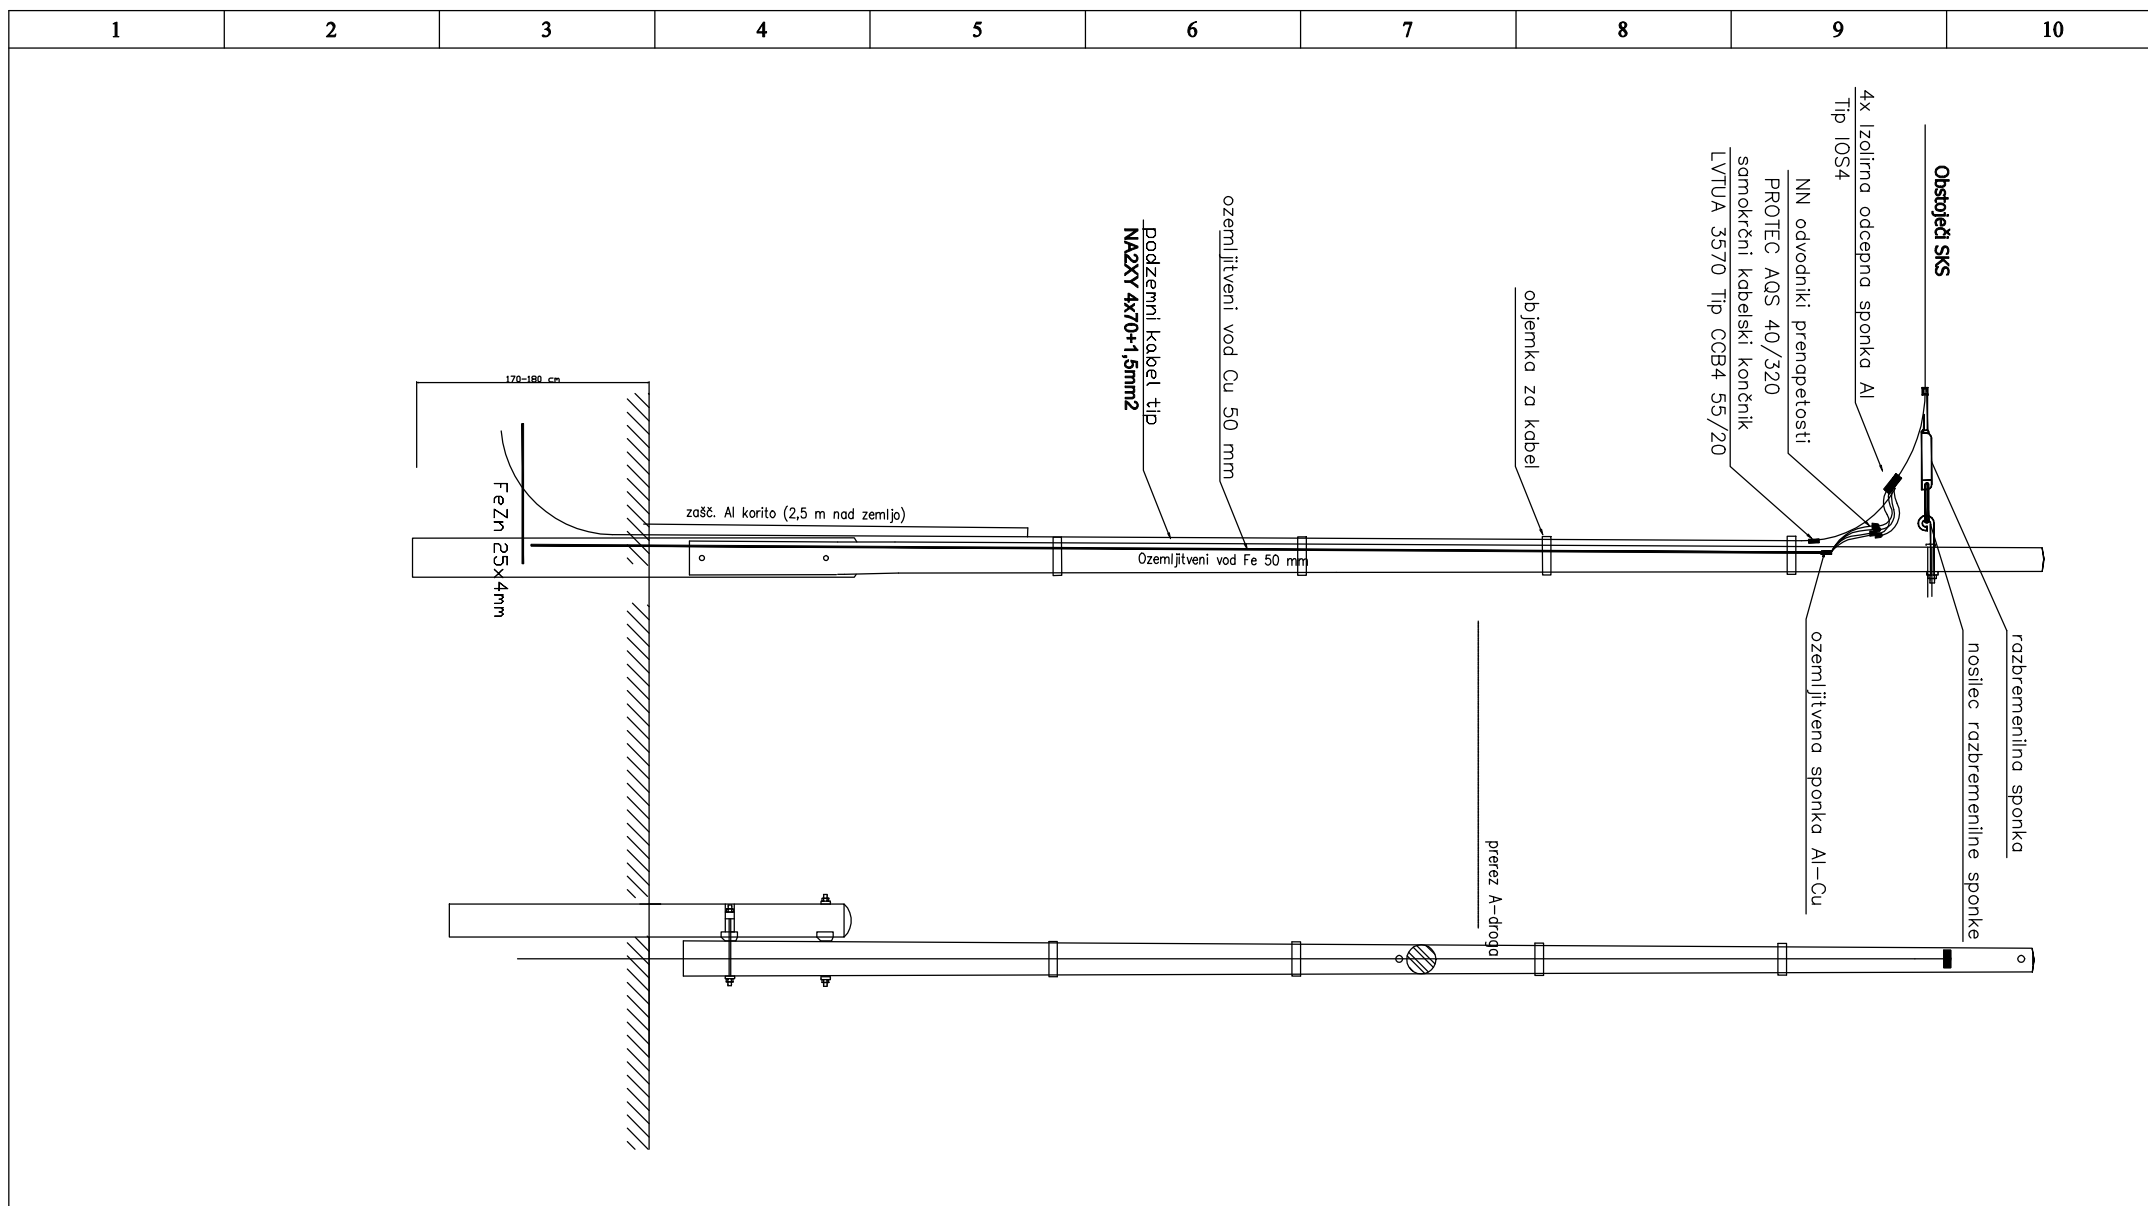 1 2 3 4 5 6 7 8 9 10
Obstoječi SKS
4x Izolirna odcepna sponka Al
Tip IOS4
NN odvodniki prenapetosti
PROTEC AQS 40/320
samokrčni kabelski končnik
LVTUA 3570 Tip CCB4 55/20
objemka za kabel
ozemljitveni vod Cu 50 mm
podzemni kabel tip
NA2XY 4x70+1,5mm2
170-180 cm
FeZn 25x4mm
zašč. Al korito (2,5 m nad zemljo)
Ozemljitveni vod Fe 50 mm
razbremenilna sponka
nosilec razbremenilne sponke
ozemljitvena sponka Al-Cu
prerez A-droga